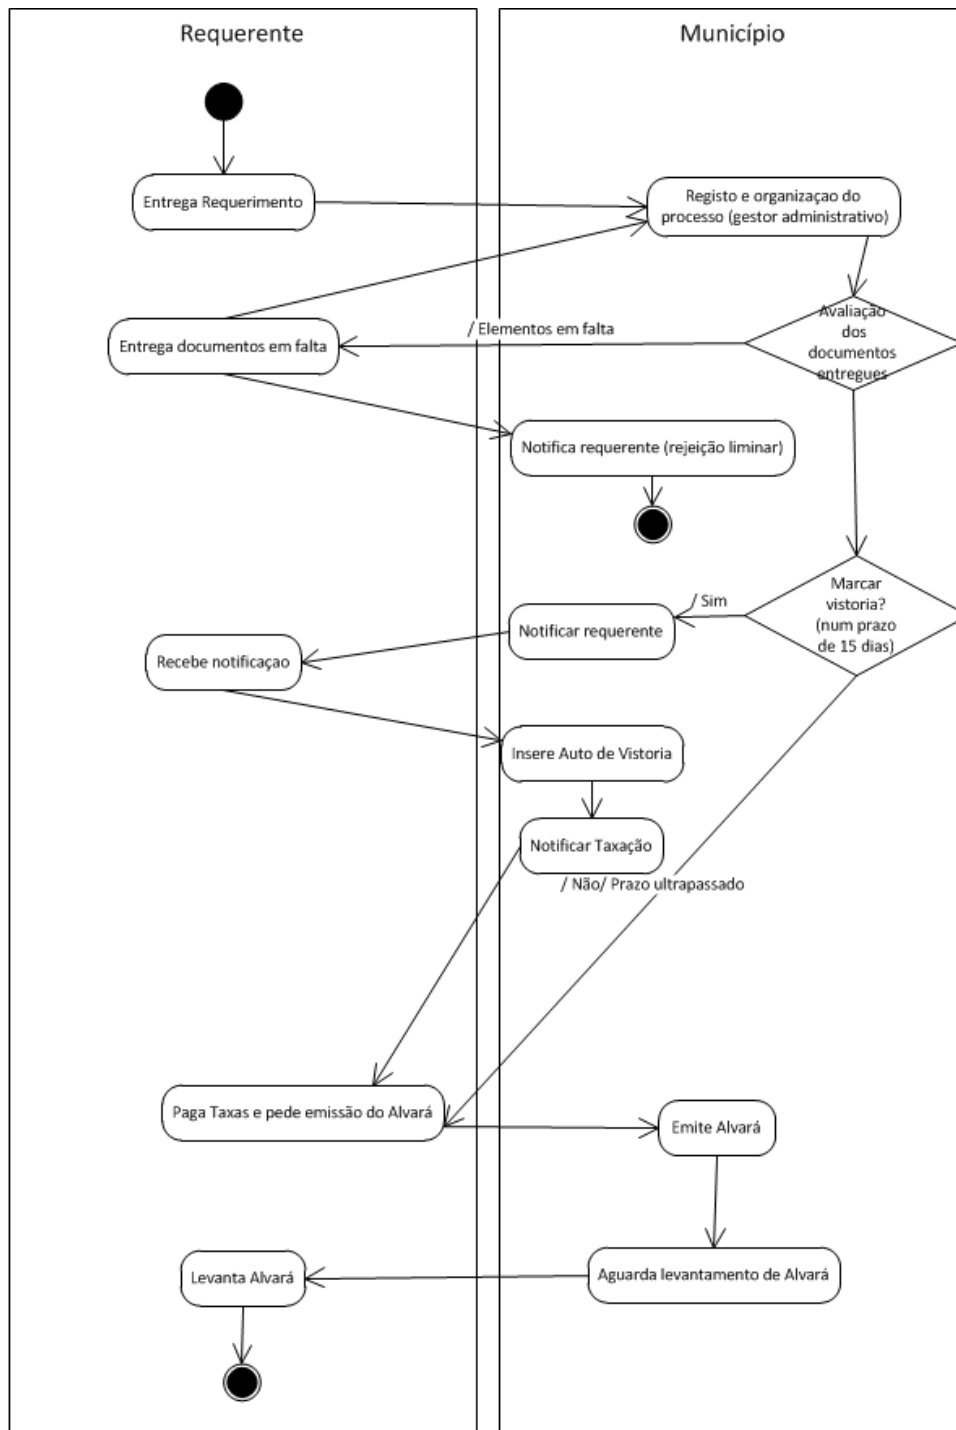 Requerente
Município
Entrega Requerimento
Registo e organizaçao do
processo (gestor administrativo)
Avaliação
dos
documentos
entregues
/ Elementos em falta
Entrega documentos em falta
Notifica requerente (rejeição liminar)
Marcar
vistoria?
(num prazo
de 15 dias)
/ Sim
Notificar requerente
Recebe notificaçao
Insere Auto de Vistoria
Notificar Taxação
/ Não/ Prazo ultrapassado
Paga Taxas e pede emissão do Alvará
Emite Alvará
Aguarda levantamento de Alvará
Levanta Alvará